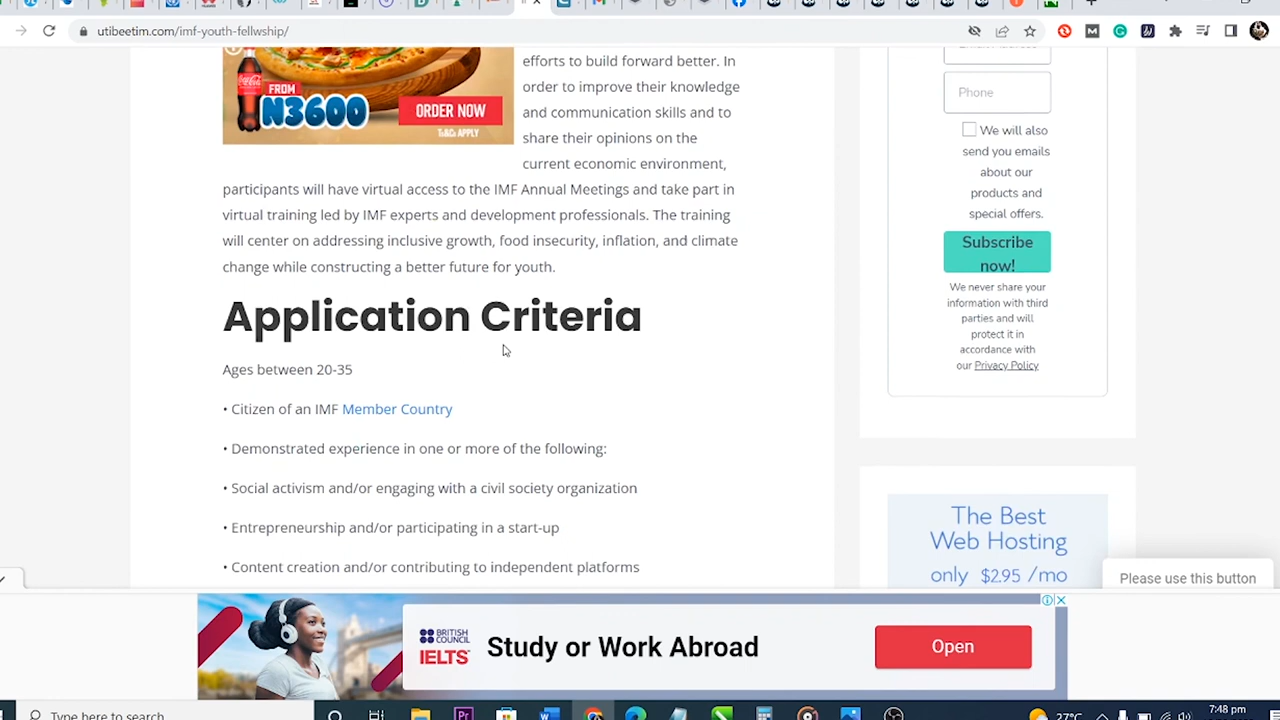 utibeetim.com/imf-youth-fellwship/
FROM
N3600
ORDER NOW
Ts&Cs APPLY
efforts to build forward better. In
order to improve their knowledge
and communication skills and to
share their opinions on the
current economic environment,
participants will have virtual access to the IMF Annual Meetings and take part in
virtual training led by IMF experts and development professionals. The training
will center on addressing inclusive growth, food insecurity, inflation, and climate
change while constructing a better future for youth.
Application Criteria
Ages between 20-35
• Citizen of an IMF Member Country
• Demonstrated experience in one or more of the following:
• Social activism and/or engaging with a civil society organization
• Entrepreneurship and/or participating in a start-up
• Content creation and/or contributing to independent platforms
Phone
We will also
send you emails
about our
products and
special offers.
Subscribe
now!
We never share your
information with third
parties and will
protect it in
accordance with
our Privacy Policy
The Best
Web Hosting
only $2.95 /mo
Please use this button
BRITISH
COUNCIL
IELTS
Study or Work Abroad
Open
Type here to search
27°C
7:48 pm